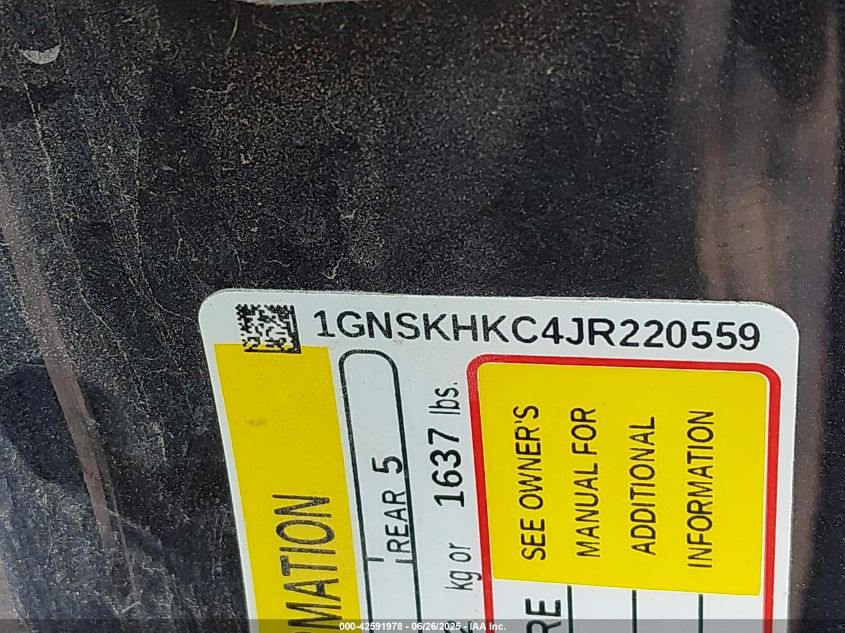 1GNSKHKC4JR220559
RMATION
REAR 5
kg or 1637 lbs.
SEE OWNER'S
MANUAL FOR
ADDITIONAL
INFORMATION
RE
000-42591978 - 06/26/2025 - IAA Inc.